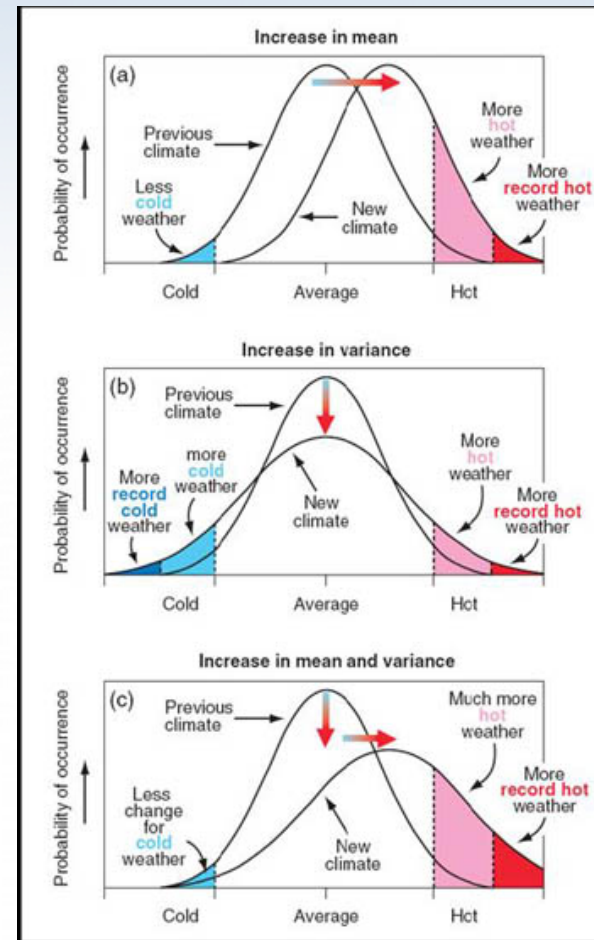 Increase in mean
(a)
Previous
climate
Less
cold
weather
New
climate
More
hot
weather
More
record hot
weather
Probability of occurrence
Cold Average Hct
Increase in variance
(b)
Previous
climate
more
cold
weather
More
record
cold
weather
New
climate
More
hot
weather
More
record hot
weather
Probability of occurrence
Cold Average Hct
Increase in mean and variance
(c)
Previous
climate
Less
change
for
cold
weather
New
climate
Much more
hot
weather
More
record hot
weather
Probability of occurrence
Cold Average Hct